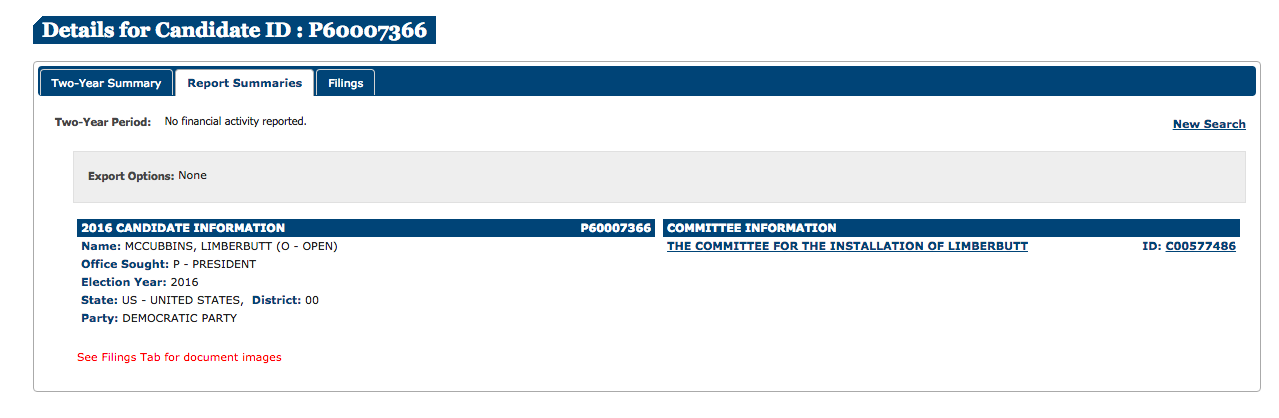 Details for Candidate ID : P60007366
Two-Year Summary Report Summaries Filings
Two-Year Period: No financial activity reported.
New Search
Export Options: None
2016 CANDIDATE INFORMATION P60007366
Name: MCCUBBINS, LIMBERBUTT (O - OPEN)
Office Sought: P - PRESIDENT
Election Year: 2016
State: US - UNITED STATES, District: 00
Party: DEMOCRATIC PARTY
See Filings Tab for document images
COMMITTEE INFORMATION
THE COMMITTEE FOR THE INSTALLATION OF LIMBERBUTT ID: C00577486